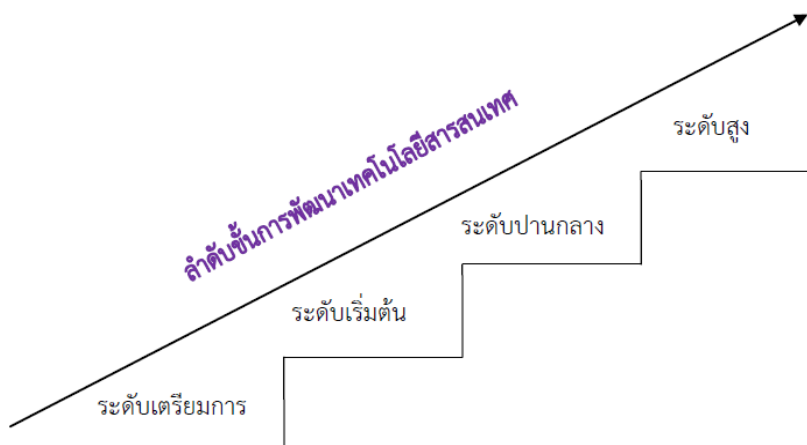 ระดับสูง
ลำดับขั้นการพัฒนาเทคโนโลยีสารสนเทศ
ระดับปานกลาง
ระดับเริ่มต้น
ระดับเตรียมการ